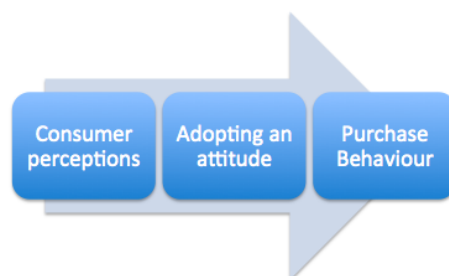 Consumer
perceptions
Adopting an
attitude
Purchase
Behaviour